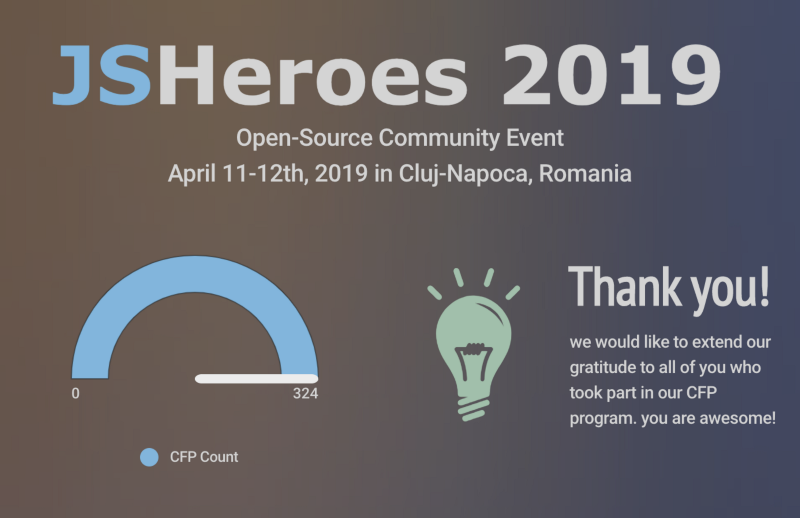 JSHeroes 2019
Open-Source Community Event
April 11-12th, 2019 in Cluj-Napoca, Romania
0
324
CFP Count
Thank you!
we would like to extend our
gratitude to all of you who
took part in our CFP
program. you are awesome!